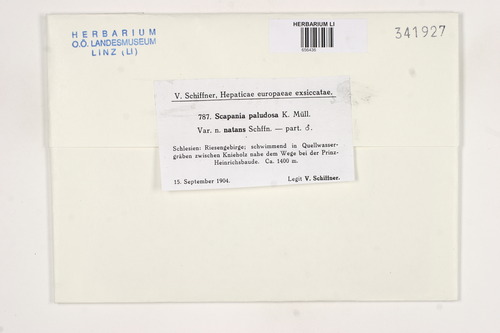 HERBARIUM
O.Ö. LANDESMUSEUM
LINZ (LI)
HERBARIUM LI
341927
V. Schiffner, Hepaticae europaeae exsiccatae.
787. Scapania paludosa K. Müll.
Var. n. natans Schffn. — part. ♂.
Schlesien: Riesengebirge; schwimmend in Quellwasser-
gräben zwischen Knieholz nahe dem Wege bei der Prinz-
Heinrichsbaude. Ca. 1400 m.
15. September 1904.
Legit V. Schiffner.